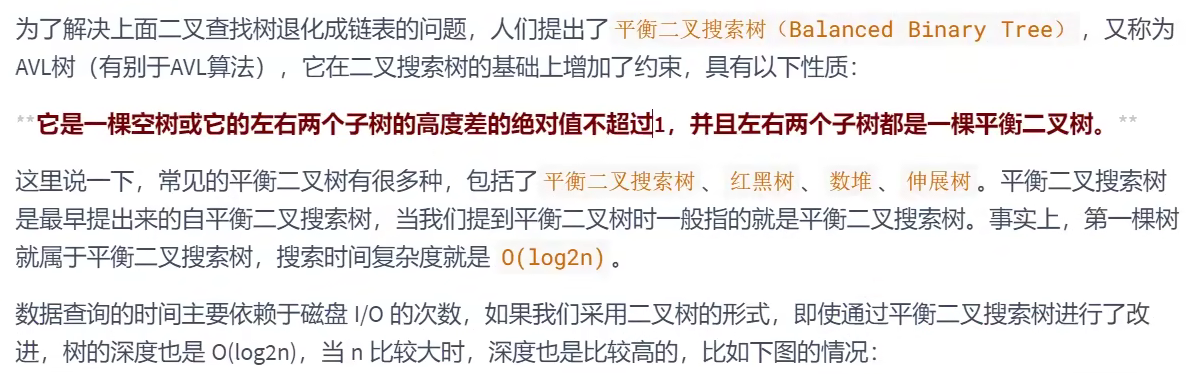 为了解决上面二叉查找树退化成链表的问题，人们提出了 平衡二叉搜索树（Balanced Binary Tree），又称为
AVL树（有别于AVL算法），它在二叉搜索树的基础上增加了约束，具有以下性质：
**它是一棵空树或它的左右两个子树的高度差的绝对值不超过1，并且左右两个子树都是一棵平衡二叉树。**
这里说一下，常见的平衡二叉树有很多种，包括了 平衡二叉搜索树 、 红黑树 、 数堆 、 伸展树 。平衡二叉搜索树
是最早提出来的自平衡二叉搜索树，当我们提到平衡二叉树时一般指的就是平衡二叉搜索树。事实上，第一棵树
就属于平衡二叉搜索树，搜索时间复杂度就是 O(log2n) 。
数据查询的时间主要依赖于磁盘 I/O 的次数，如果我们采用二叉树的形式，即使通过平衡二叉搜索树进行了改
进，树的深度也是 O(log2n)，当 n 比较大时，深度也是比较高的，比如下图的情况：